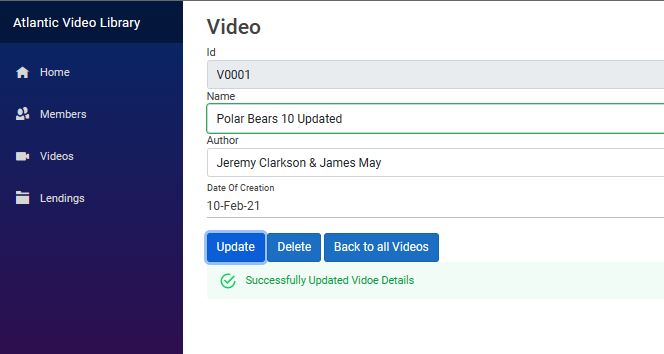 Atlantic Video Library
Home
Members
Videos
Lendings
Video
Id
V0001
Name
Polar Bears 10 Updated
Author
Jeremy Clarkson & James May
Date Of Creation
10-Feb-21
Update Delete Back to all Videos
Successfully Updated Vidoe Details